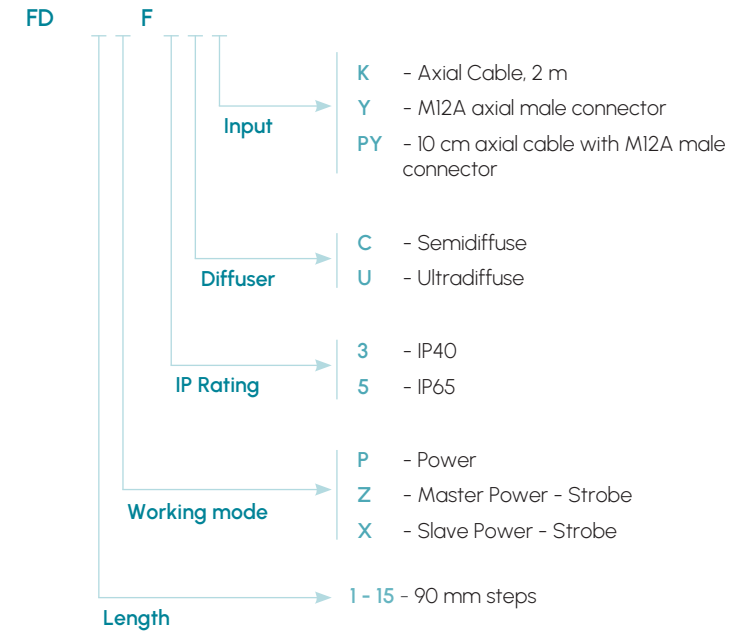 FD F
K - Axial Cable, 2 m
Y - M12A axial male connector
Input
PY - 10 cm axial cable with M12A male
connector
C - Semidiffuse
Diffuser
U - Ultradiffuse
3 - IP40
IP Rating
5 - IP65
P - Power
Z - Master Power - Strobe
Working mode
X - Slave Power - Strobe
1 - 15 - 90 mm steps
Length